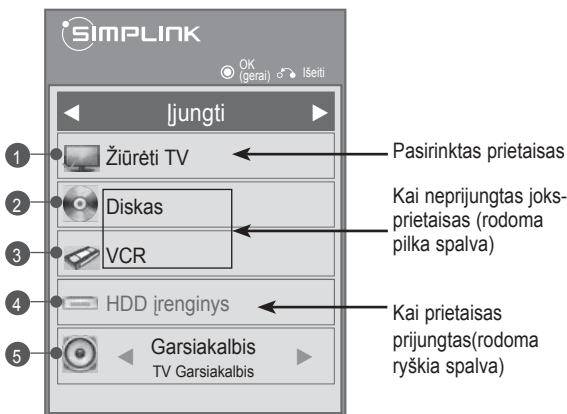 SIMPLINK
OK
(gerai) Išeiti
Įjungti
1 Žiūrėti TV
Pasirinktas prietaisas
2 Diskas
Kai neprijungtas joks-
prietaisas (rodoma
pilka spalva)
3 VCR
4 HDD įrenginys
Kai prietaisas
prijungtas(rodoma
ryškia spalva)
5 Garsiakalbis
TV Garsiakalbis